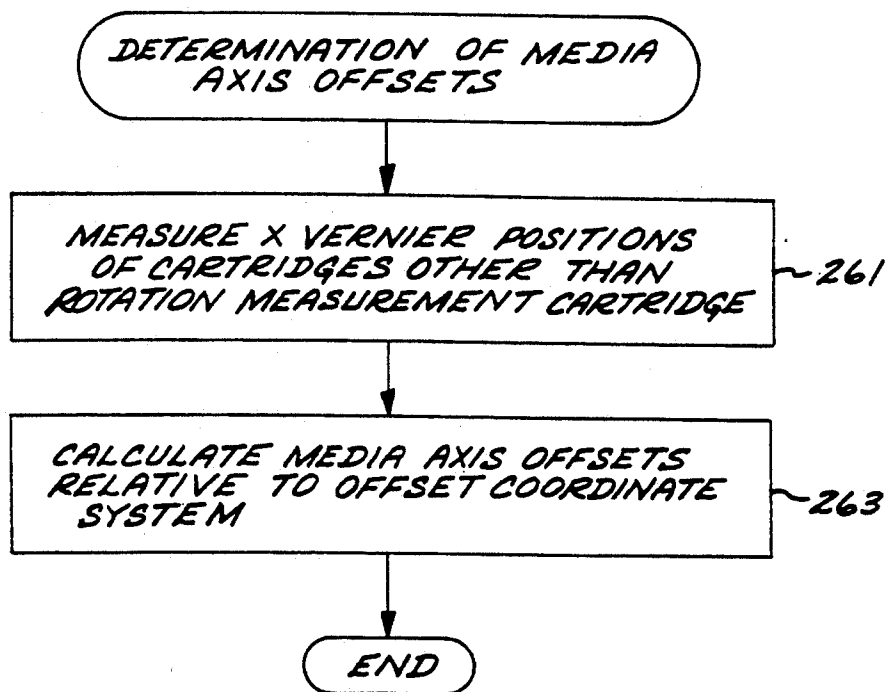 DETERMINATION OF MEDIA
AXIS OFFSETS
MEASURE X VERNIER POSITIONS
OF CARTRIDGES OTHER THAN
ROTATION MEASUREMENT CARTRIDGE
261
CALCULATE MEDIA AXIS OFFSETS
RELATIVE TO OFFSET COORDINATE
SYSTEM
263
END